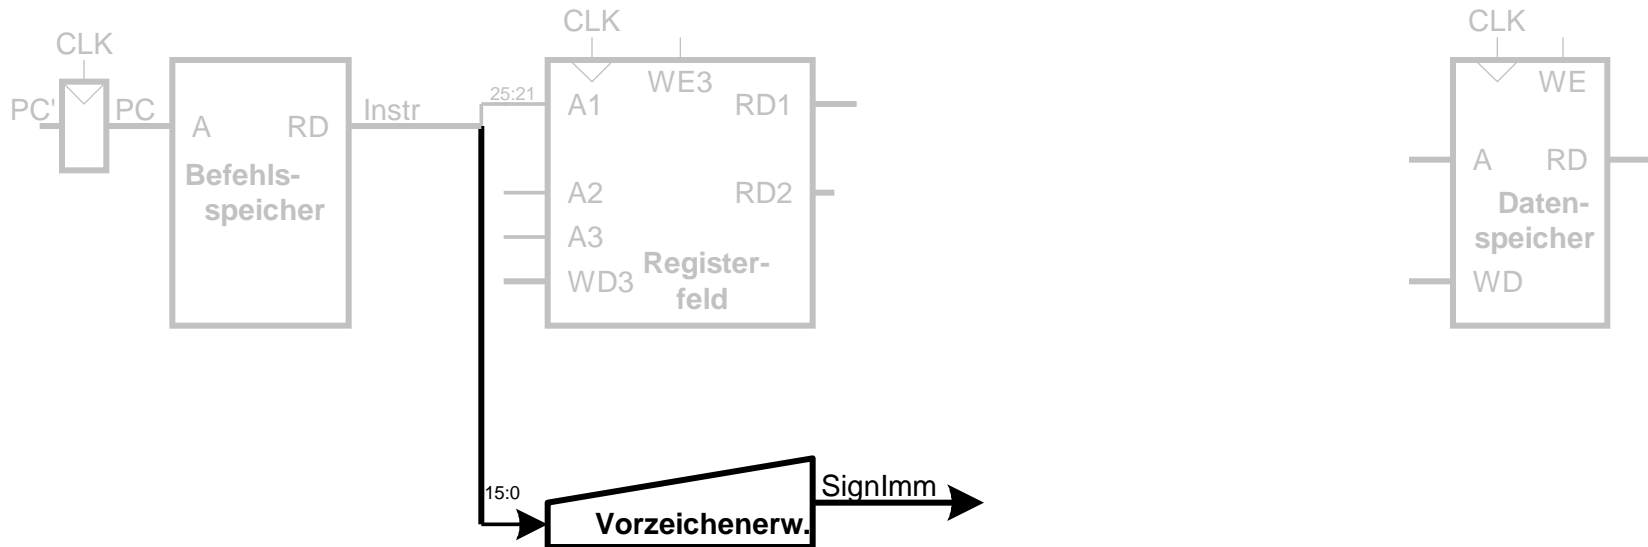 CLK
PC'
PC
A
RD
Befehls-
speicher
Instr
25:21
CLK
WE3
A1
RD1
A2
RD2
A3
WD3
Register-
feld
15:0
Vorzeichenerw.
SignImm
CLK
WE
A
RD
Daten-
speicher
WD